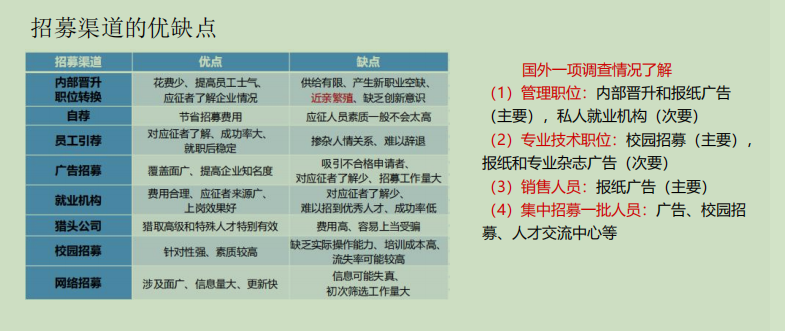 招募渠道的优缺点
招募渠道 优点 缺点
内部晋升
职位转换
花费少、提高员工士气、
应征者了解企业情况
供给有限、产生新职业空缺、
近亲繁殖、缺乏创新意识
自荐 节省招募费用 应征人员素质一般不会太高
员工引荐
对应征者了解、成功率大、
就职后稳定
掺杂人情关系、难以辞退
广告招募 覆盖面广、提高企业知名度
吸引不合格申请者、
对应征者了解少、招募工作量大
就业机构
费用合理、应征者来源广、
上岗效果好
对应征者了解少、
难以招到优秀人才、成功率低
猎头公司 猎取高级和特殊人才特别有效 费用高、容易上当受骗
校园招募 针对性强、素质较高
缺乏实际操作能力、培训成本高、
流失率可能较高
网络招募 涉及面广、信息量大、更新快
信息可能失真、
初次筛选工作量大
国外一项调查情况了解
（1）管理职位：内部晋升和报纸广告
（主要），私人就业机构（次要）
（2）专业技术职位：校园招募（主要），
报纸和专业杂志广告（次要）
（3）销售人员：报纸广告（主要）
（4）集中招募一批人员：广告、校园招
募、人才交流中心等